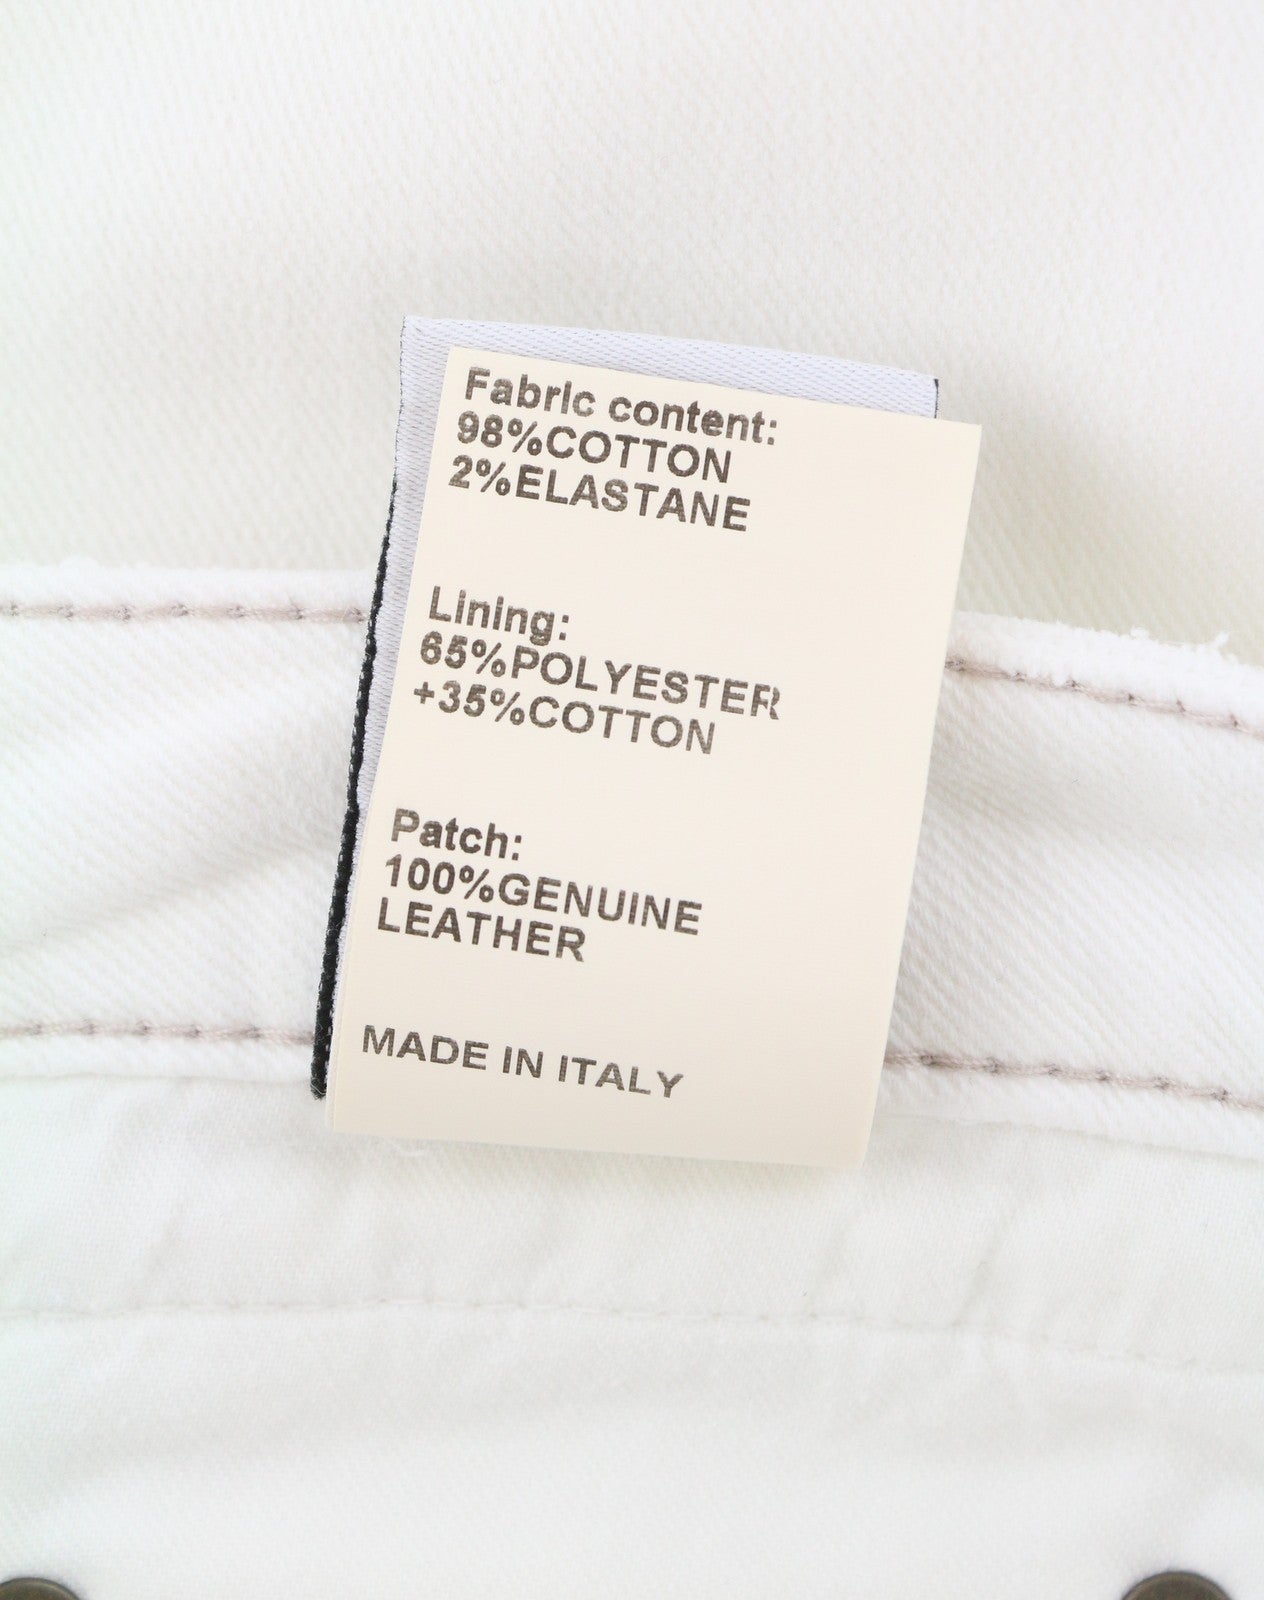 Fabric content:
98%COTTON
2%ELASTANE
Lining:
65%POLYESTER
+35%COTTON
Patch:
100%GENUINE
LEATHER
MADE IN ITALY